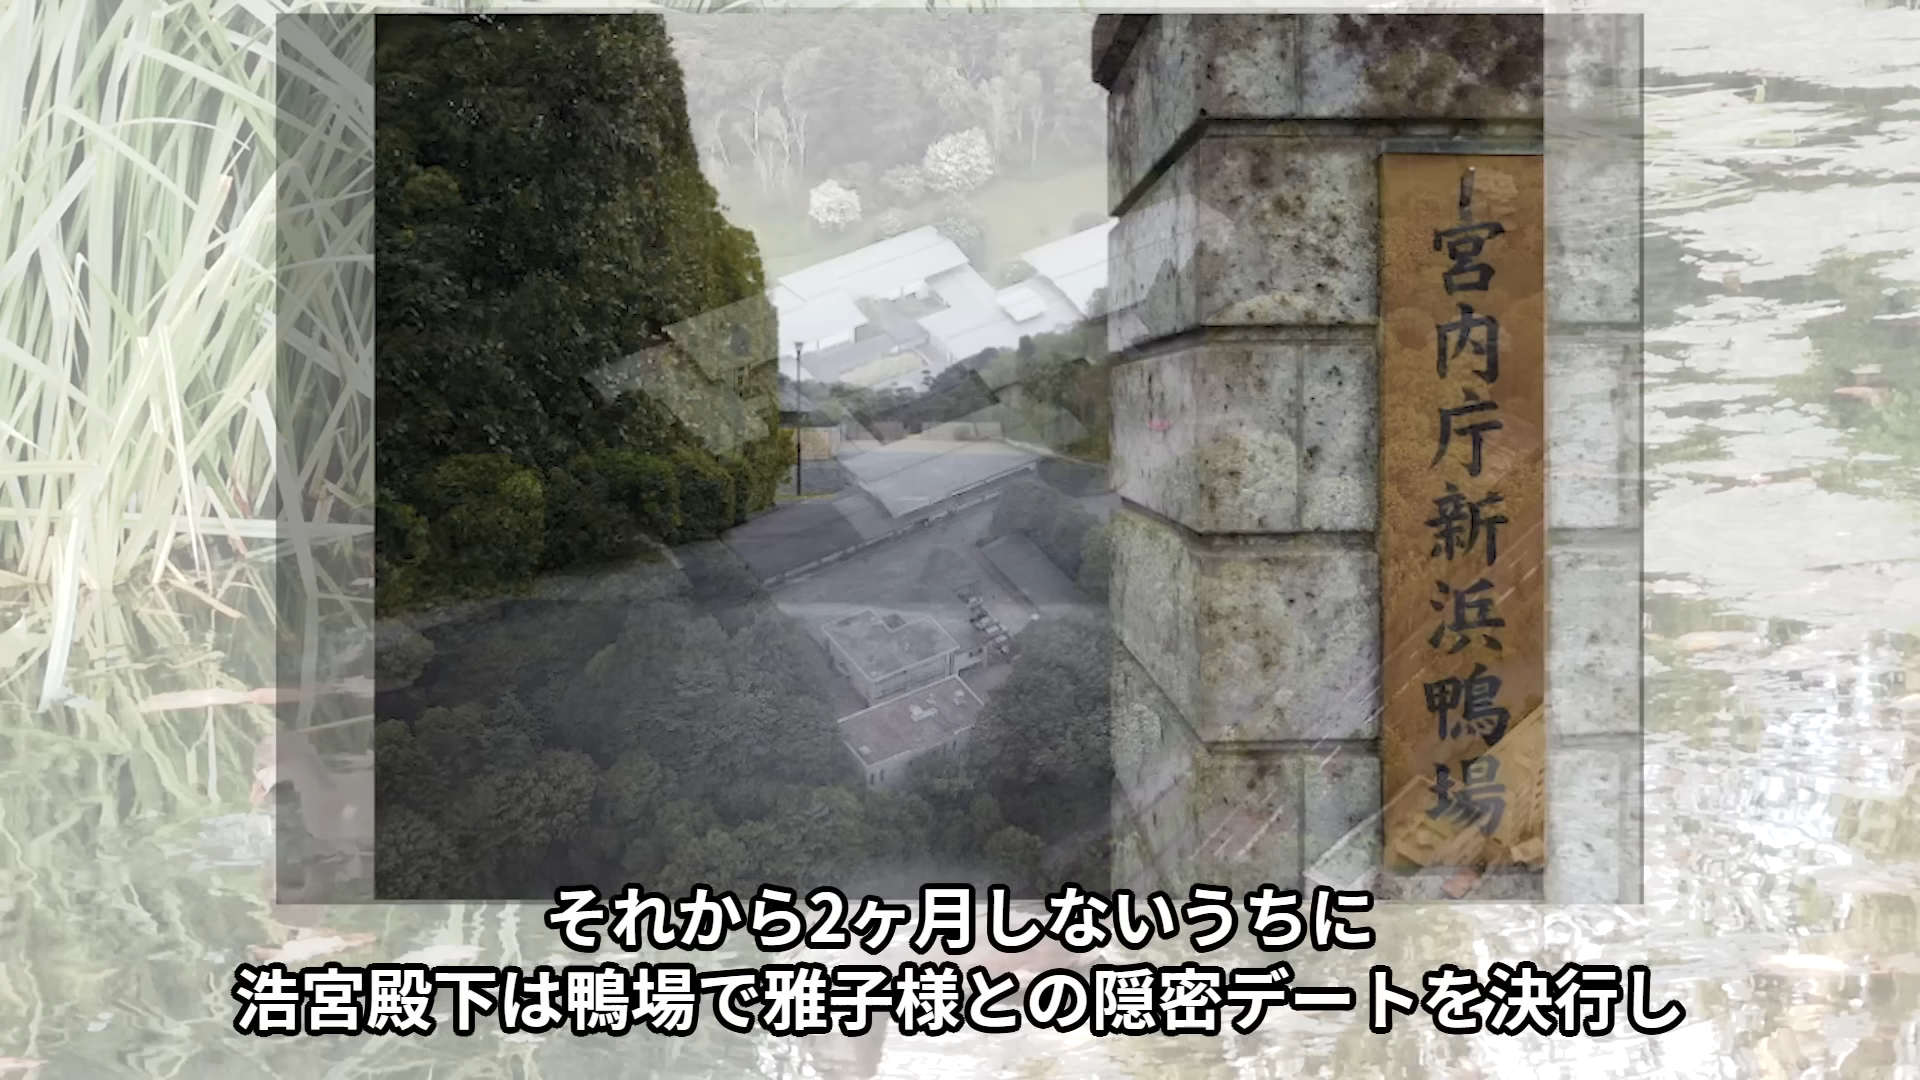 宮内庁新浜鴨場
それから2ヶ月しないうちに
浩宮殿下は鴨場で雅子様との隠密デートを決行し